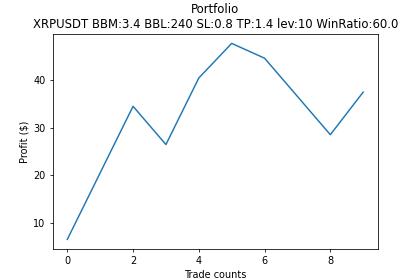 Portfolio
XRPUSDT BBM:3.4 BBL:240 SL:0.8 TP:1.4 lev:10 WinRatio:60.0
Profit ($)
40
30
20
10
0 2 4 6 8
Trade counts